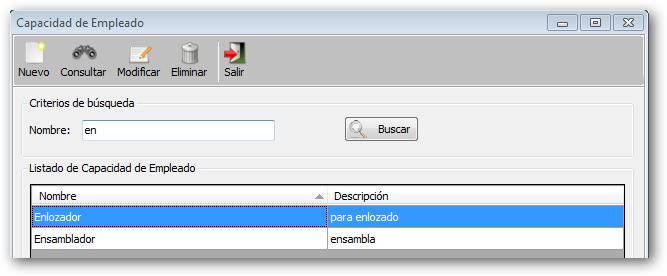 Capacidad de Empleado
Nuevo Consultar Modificar Eliminar Salir
Criterios de búsqueda
Nombre: en Buscar
Listado de Capacidad de Empleado
Nombre Descripción
Enlozador para enlozado
Ensamblador ensambla